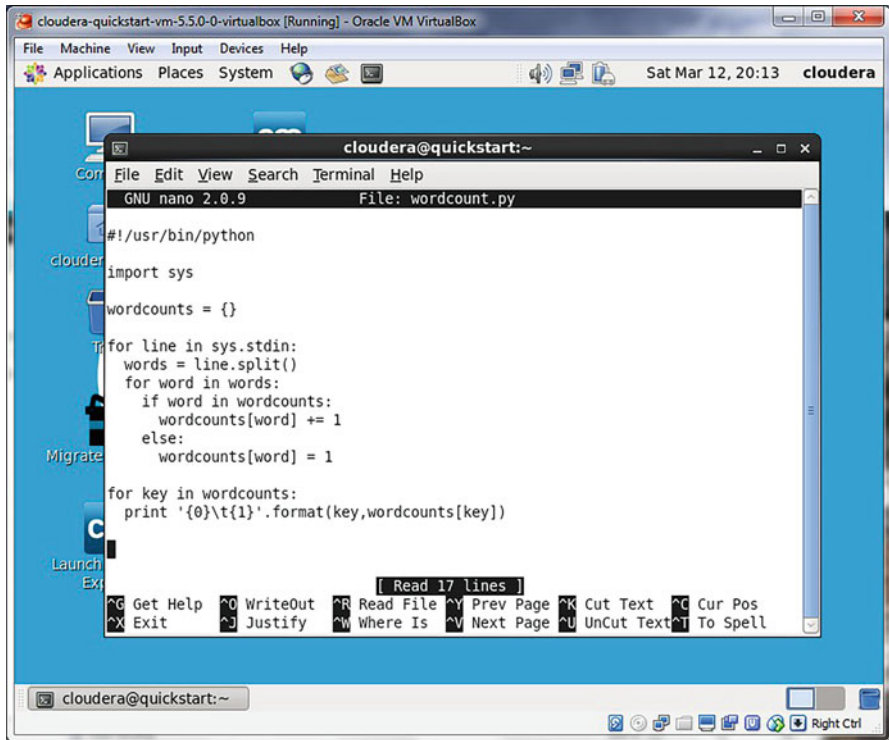 cloudera-quickstart-vm-5.5.0-0-virtualbox [Running] - Oracle VM VirtualBox
File Machine View Input Devices Help
Applications Places System Sat Mar 12, 20:13 cloudera
cloudera@quickstart:~
File Edit View Search Terminal Help
GNU nano 2.0.9 File: wordcount.py
#!/usr/bin/python
import sys
wordcounts = {}
for line in sys.stdin:
words = line.split()
for word in words:
if word in wordcounts:
wordcounts[word] += 1
else:
wordcounts[word] = 1
for key in wordcounts:
print '{0}\t{1}'.format(key,wordcounts[key])
Migrate
Launch
[ Read 17 lines ]
^G Get Help ^O WriteOut ^R Read File ^Y Prev Page ^K Cut Text ^C Cur Pos
^X Exit ^J Justify ^W Where Is ^V Next Page ^U UnCut Text ^T To Spell
cloudera@quickstart:~
Right Ctrl